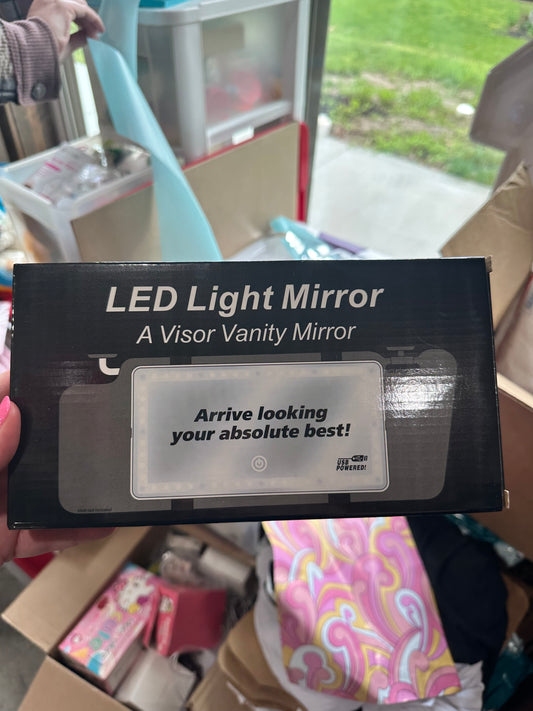 LED Light Mirror
A Visor Vanity Mirror
Arrive looking
your absolute best!
USB
POWERED!